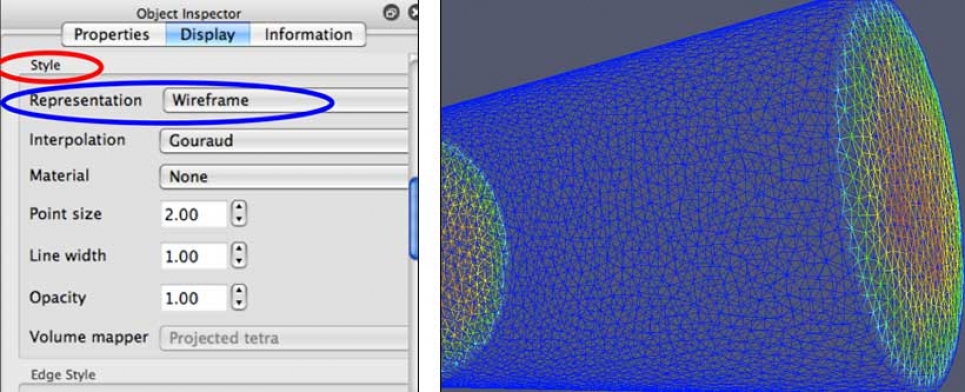 Object Inspector
Properties Display Information
Style
Representation Wireframe
Interpolation Gouraud
Material None
Point size 2.00
Line width 1.00
Opacity 1.00
Volume mapper Projected tetra
Edge Style